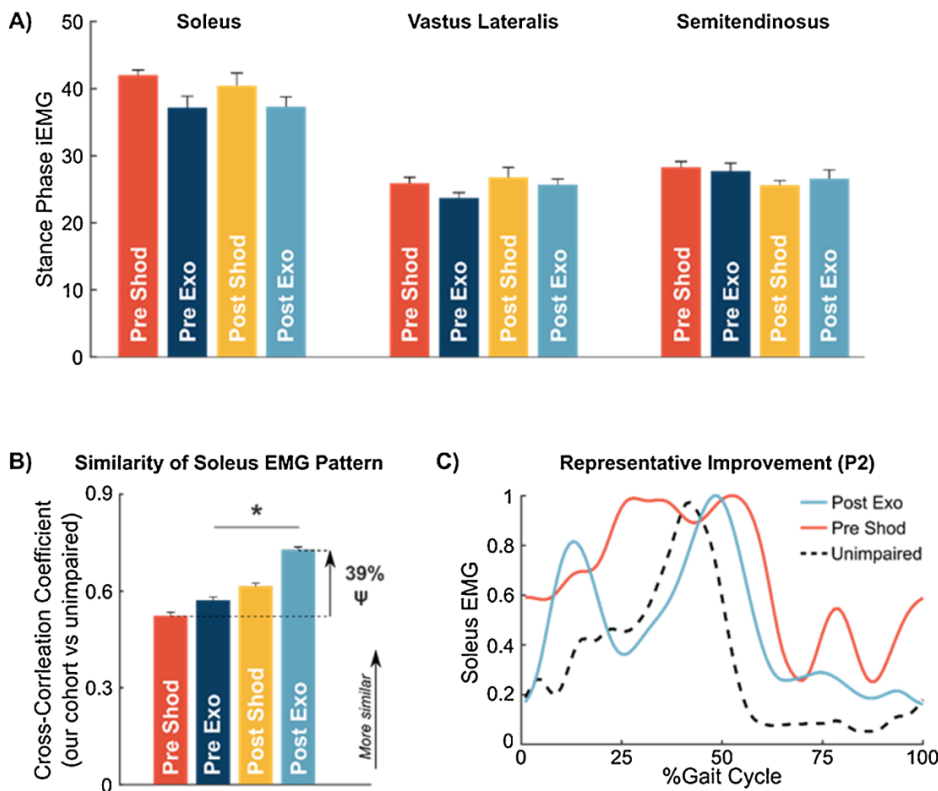 A)
Soleus
Vastus Lateralis
Semitendinosus
Stance Phase iEMG
50
40
30
20
10
0
Pre Shod
Pre Exo
Post Shod
Post Exo
Pre Shod
Pre Exo
Post Shod
Post Exo
Pre Shod
Pre Exo
Post Shod
Post Exo
B)
Similarity of Soleus EMG Pattern
Cross-Corrleation Coefficient
(our cohort vs unimpaired)
0.9
0.6
0.3
0
*
39%
Ψ
More similar
Pre Shod
Pre Exo
Post Shod
Post Exo
C)
Representative Improvement (P2)
Soleus EMG
1
0.8
0.6
0.4
0.2
0
Post Exo
Pre Shod
Unimpaired
0
25
50
75
100
%Gait Cycle